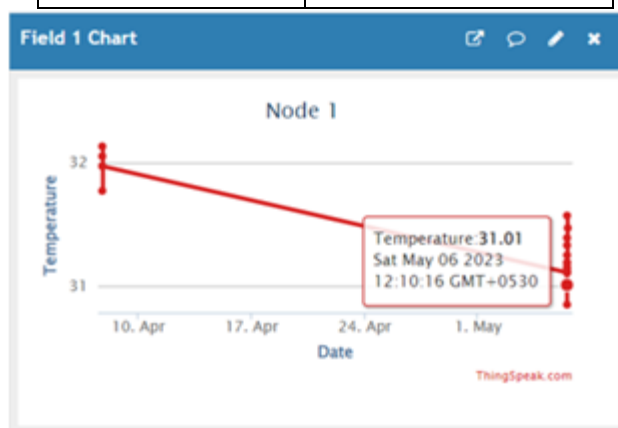 Field 1 Chart
Node 1
32
31
Temperature
Temperature:31.01
Sat May 06 2023
12:10:16 GMT+0530
10. Apr 17. Apr 24. Apr 1. May
Date
ThingSpeak.com